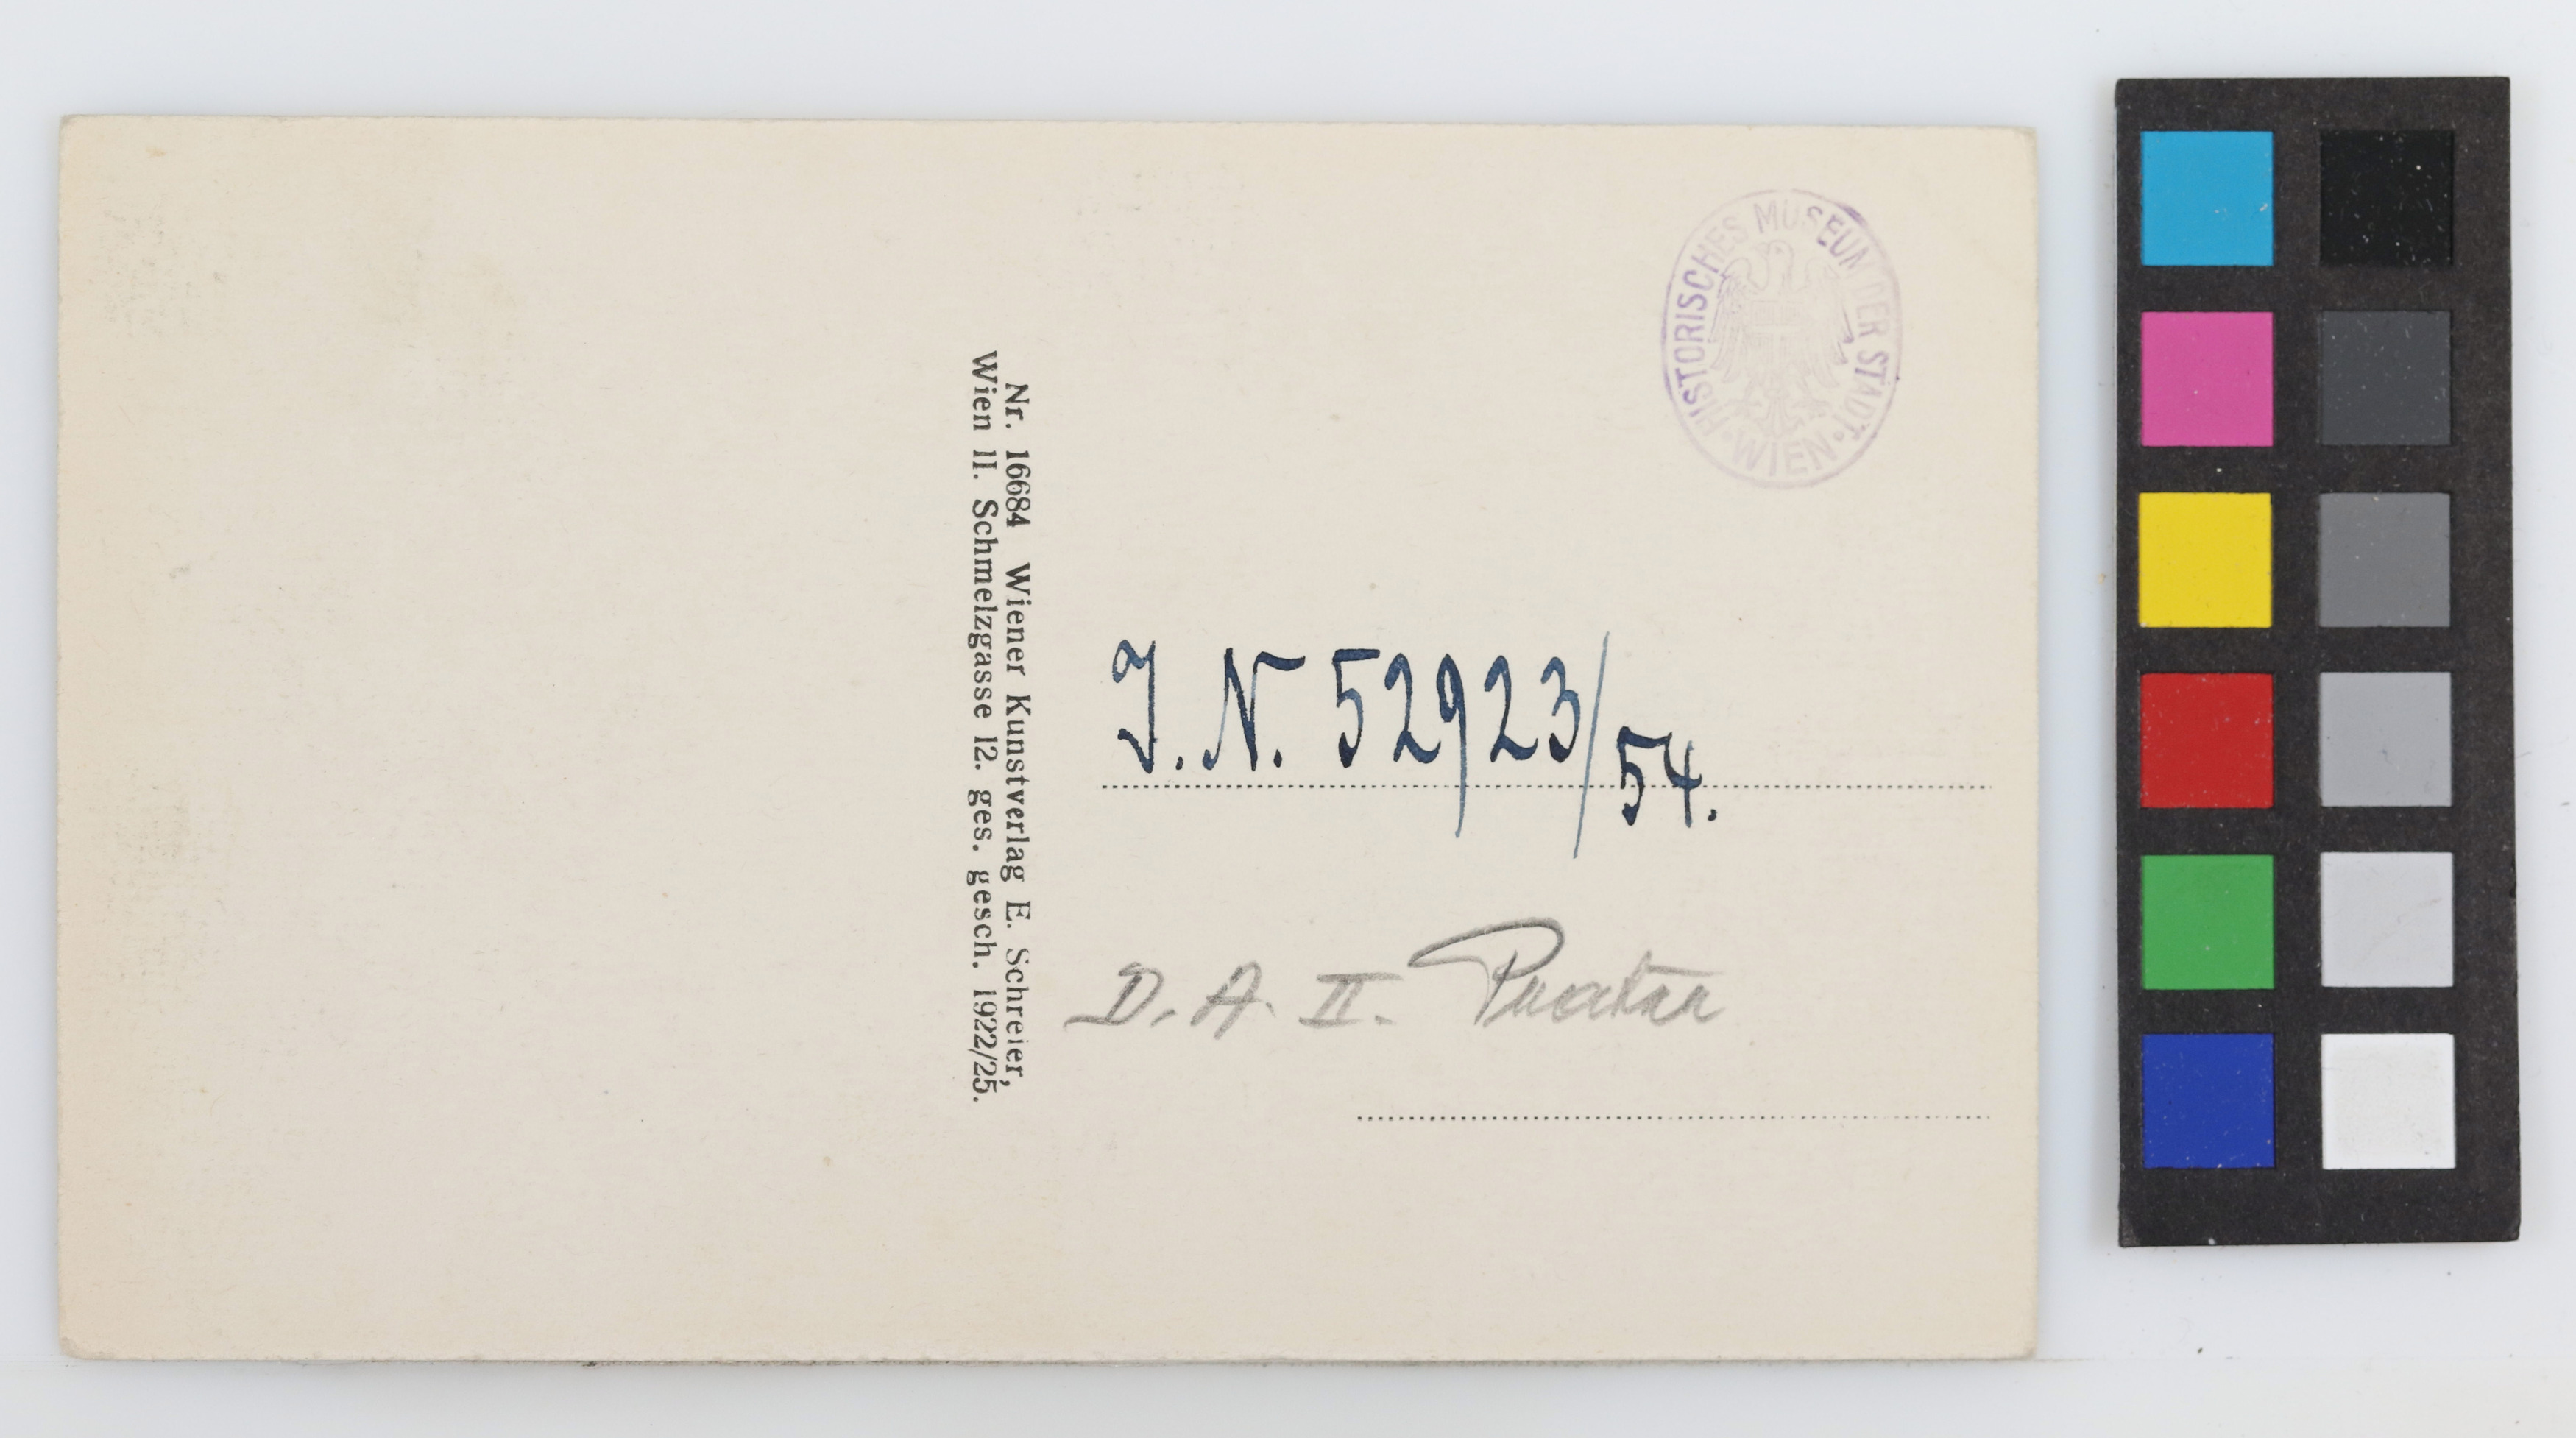 HISTORISCHES MUSEUM DER STADT
· WIEN ·
Nr. 16684 Wiener Kunstverlag E. Schreier,
Wien II. Schmelzgasse 12. ges. gesch. 1922/25.
J. N. 52923/54.
D. A. II. Prater